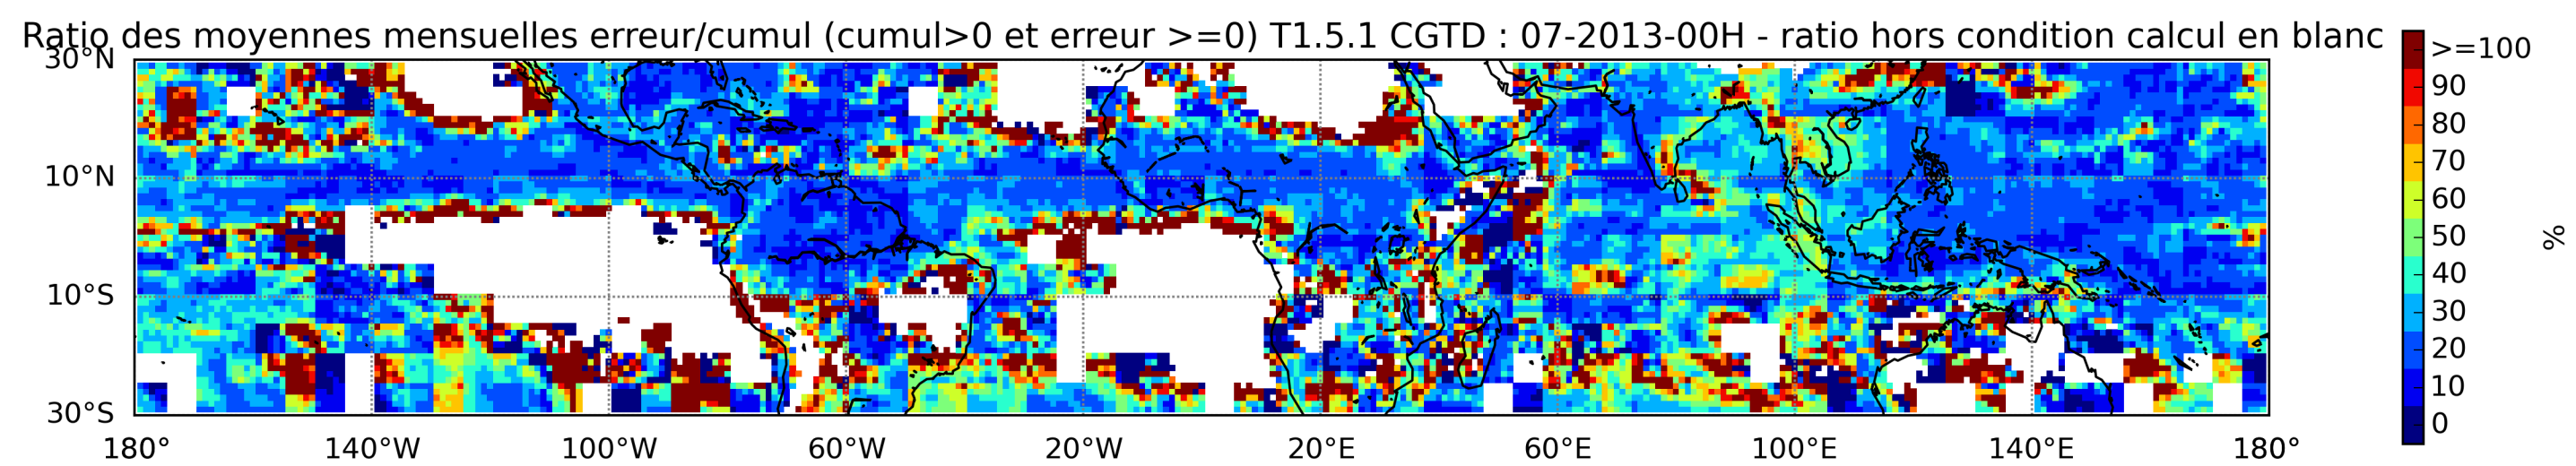 Ratio des moyennes mensuelles erreur/cumul (cumul>0 et erreur >=0) T1.5.1 CGTD : 07-2013-00H - ratio hors condition calcul en blanc
30°N
10°N
10°S
30°S
180° 140°W 100°W 60°W 20°W 20°E 60°E 100°E 140°E 180°
>=100
90
80
70
60
50
40
30
20
10
0
%